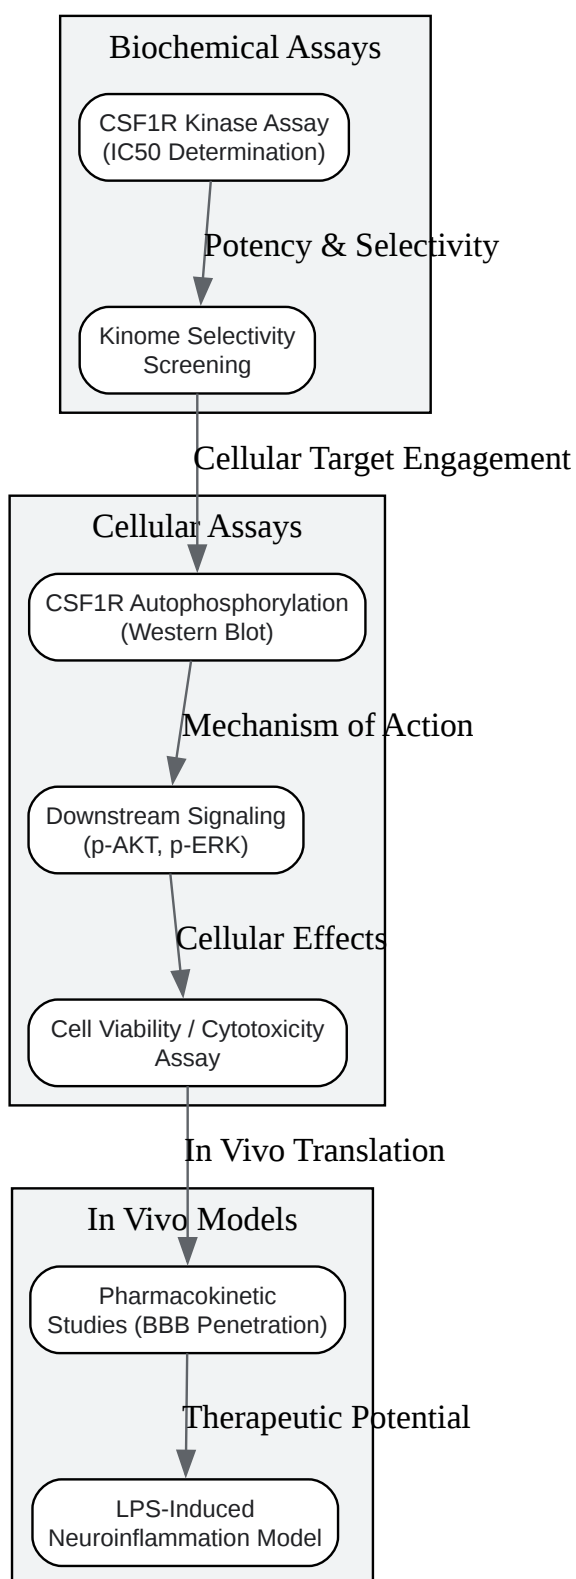 Biochemical Assays
CSF1R Kinase Assay
(IC50 Determination)
Potency & Selectivity
Kinome Selectivity
Screening
Cellular Target Engagement
Cellular Assays
CSF1R Autophosphorylation
(Western Blot)
Mechanism of Action
Downstream Signaling
(p-AKT, p-ERK)
Cellular Effects
Cell Viability / Cytotoxicity
Assay
In Vivo Translation
In Vivo Models
Pharmacokinetic
Studies (BBB Penetration)
Therapeutic Potential
LPS-Induced
Neuroinflammation Model